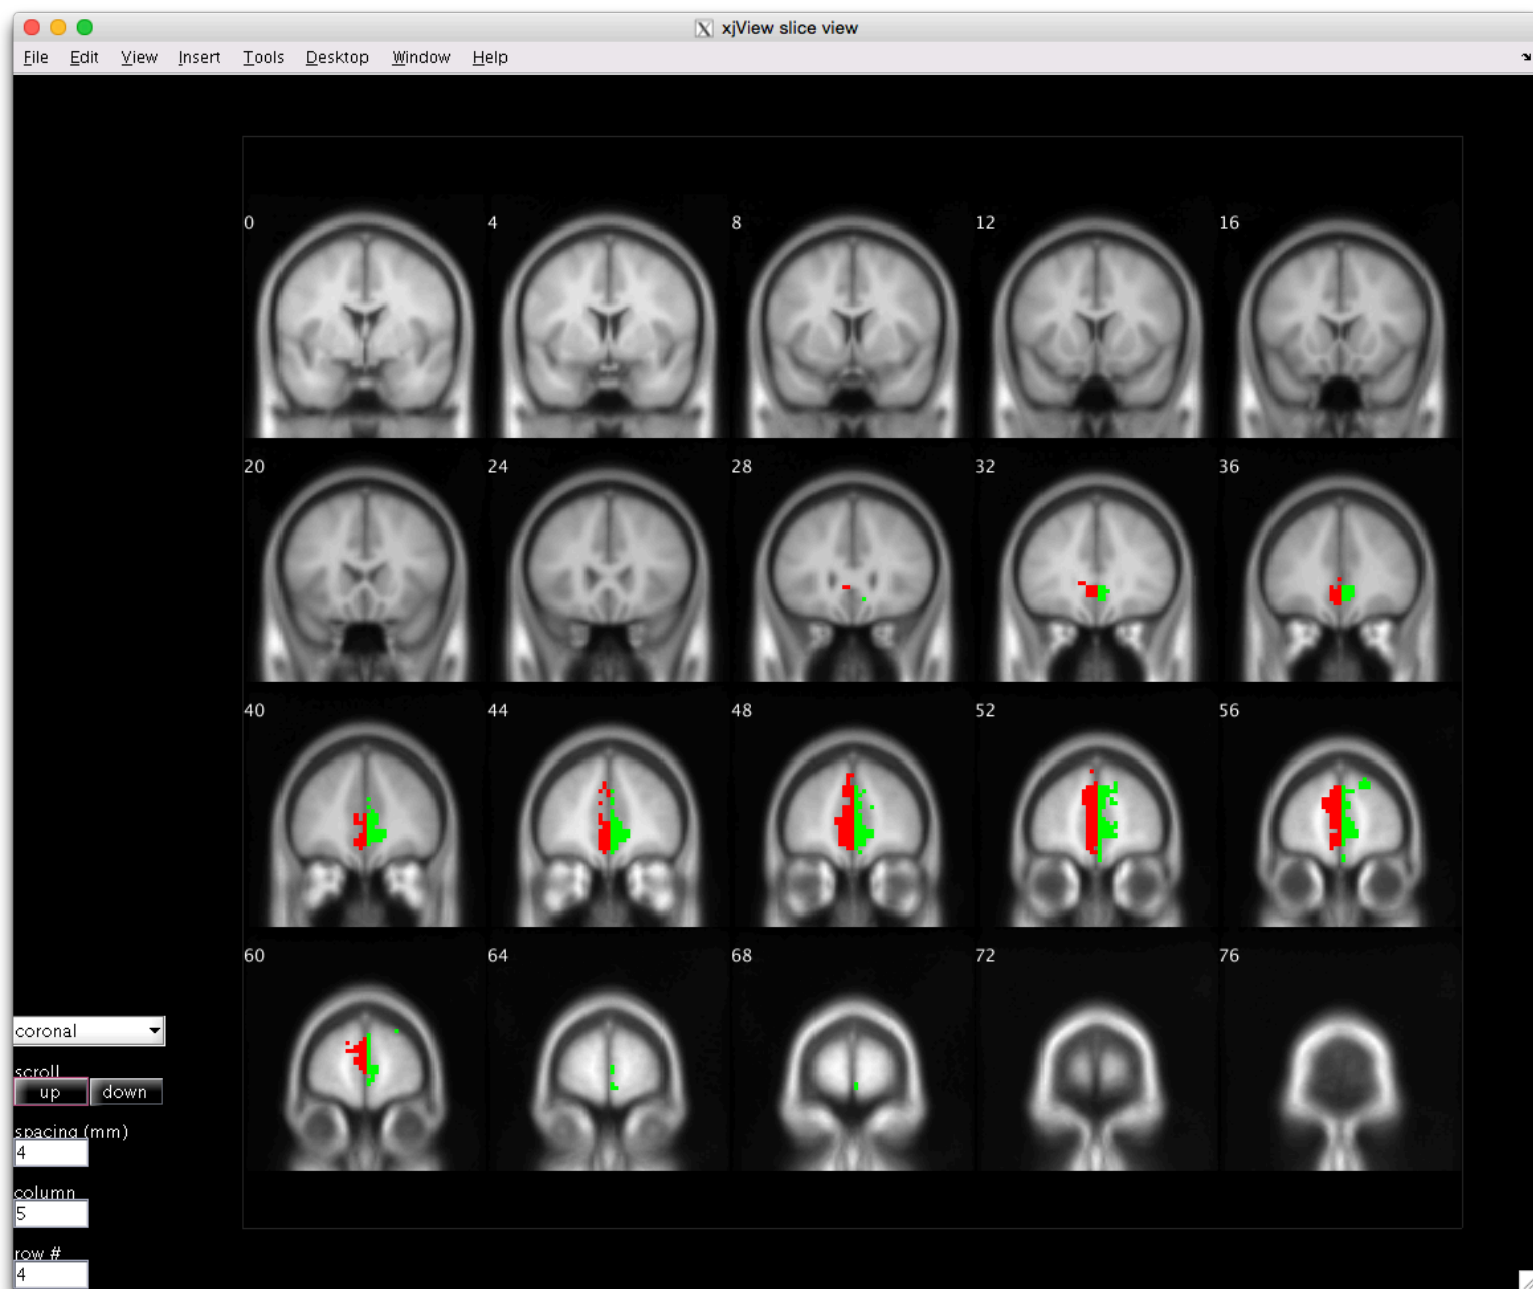 xjView slice view
File Edit View Insert Tools Desktop Window Help
0 4 8 12 16
20 24 28 32 36
40 44 48 52 56
60 64 68 72 76
coronal
scroll
up down
spacing (mm)
4
column
5
row #
4